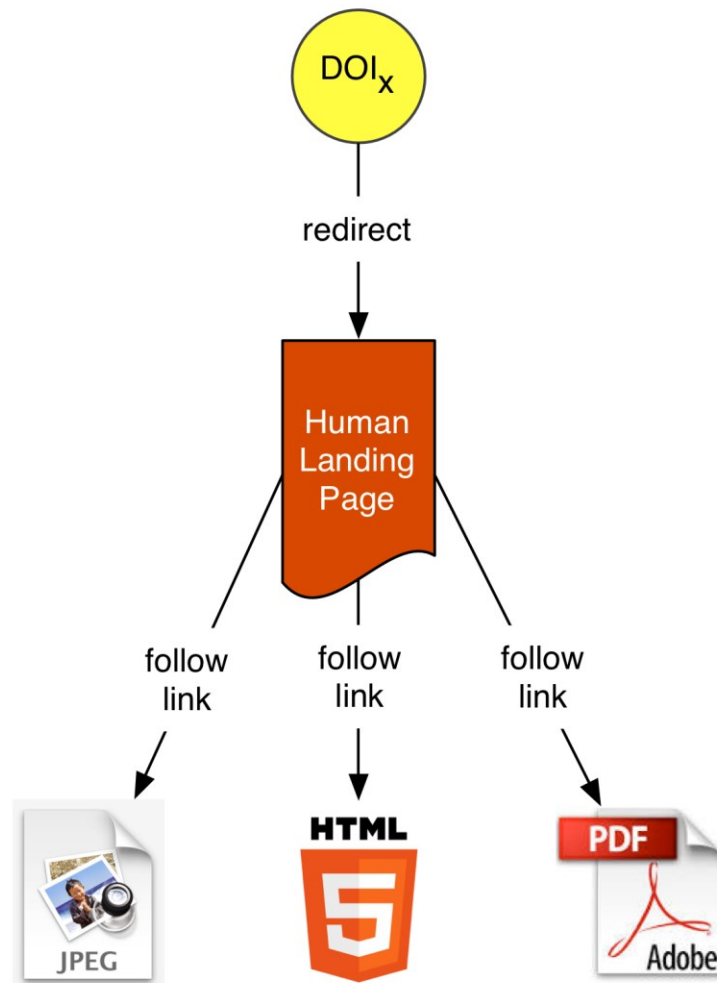 DOIx
redirect
Human
Landing
Page
follow
link
follow
link
follow
link
JPEG
HTML
5
PDF
Adobe